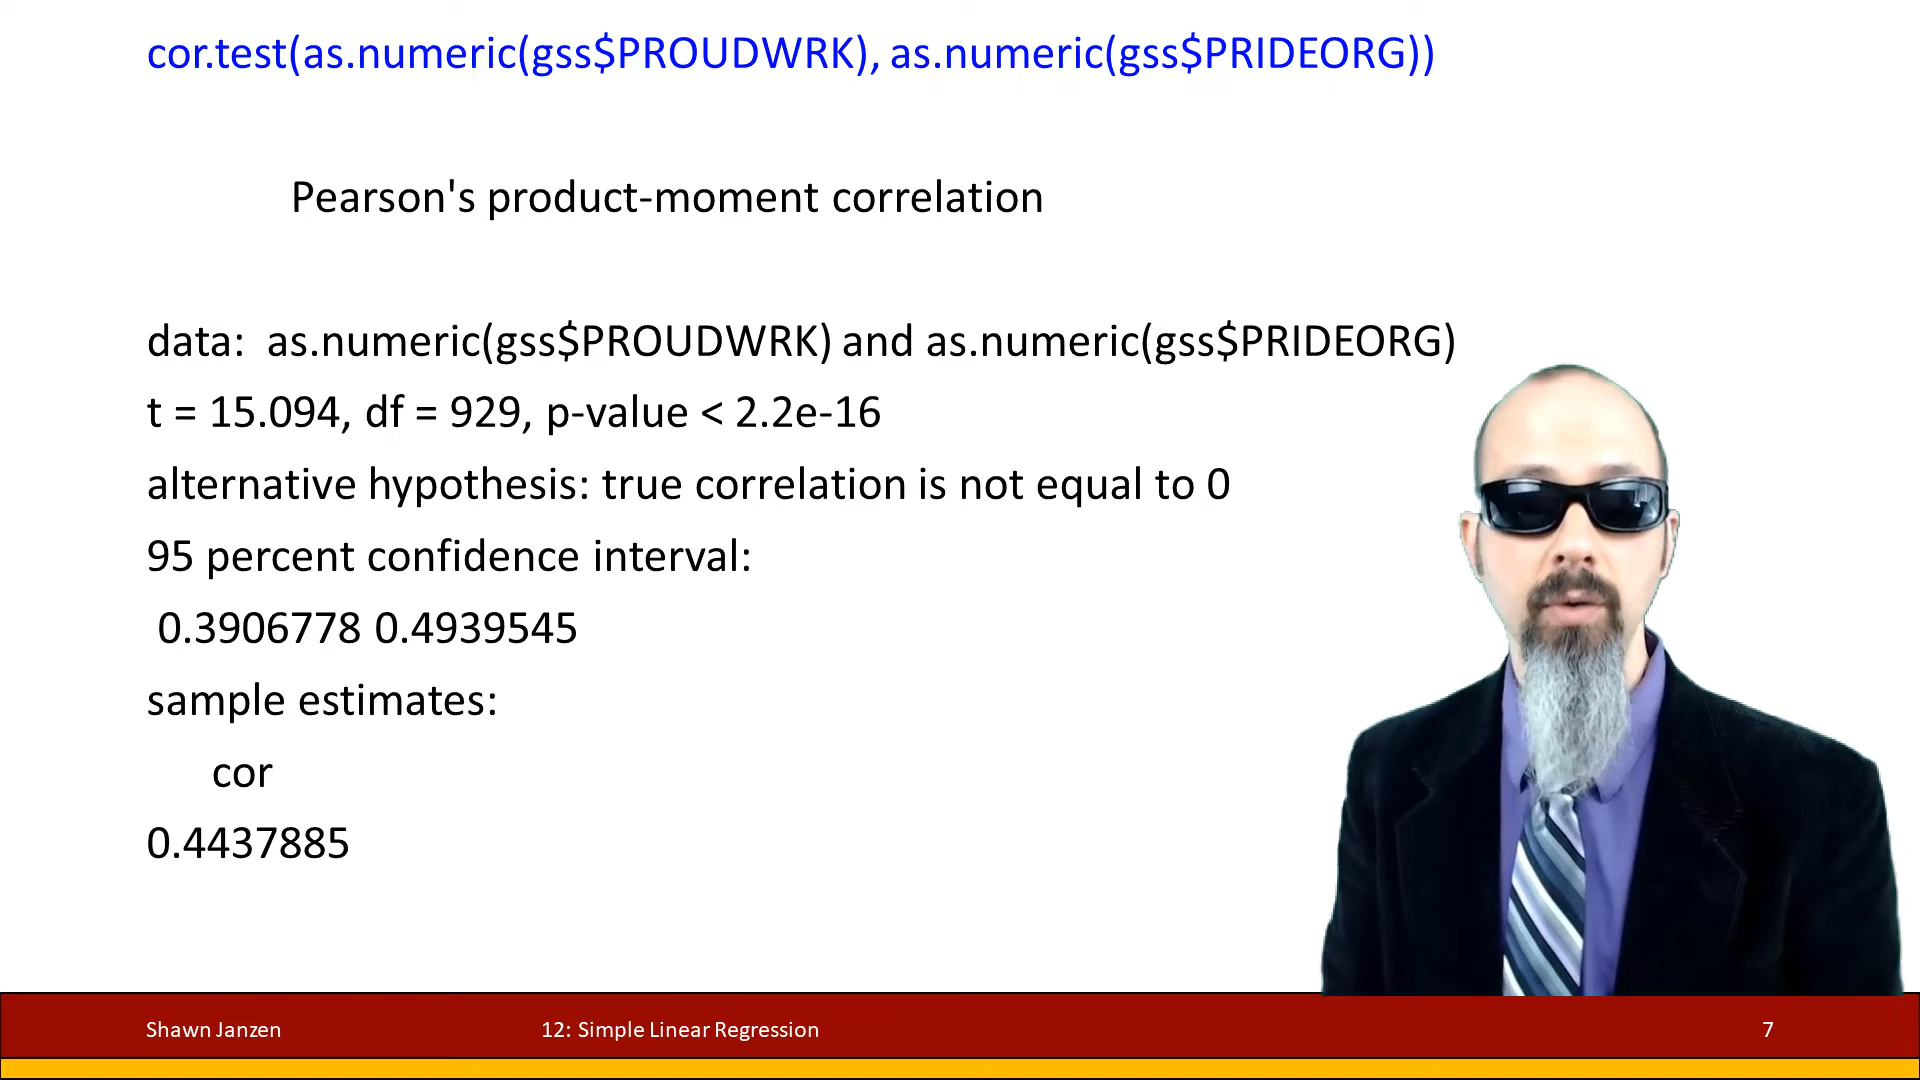 cor.test(as.numeric(gss$PROUDWRK), as.numeric(gss$PRIDEORG))
Pearson's product-moment correlation
data:  as.numeric(gss$PROUDWRK) and as.numeric(gss$PRIDEORG)
t = 15.094, df = 929, p-value < 2.2e-16
alternative hypothesis: true correlation is not equal to 0
95 percent confidence interval:
0.3906778 0.4939545
sample estimates:
cor
0.4437885
Shawn Janzen
12: Simple Linear Regression
7